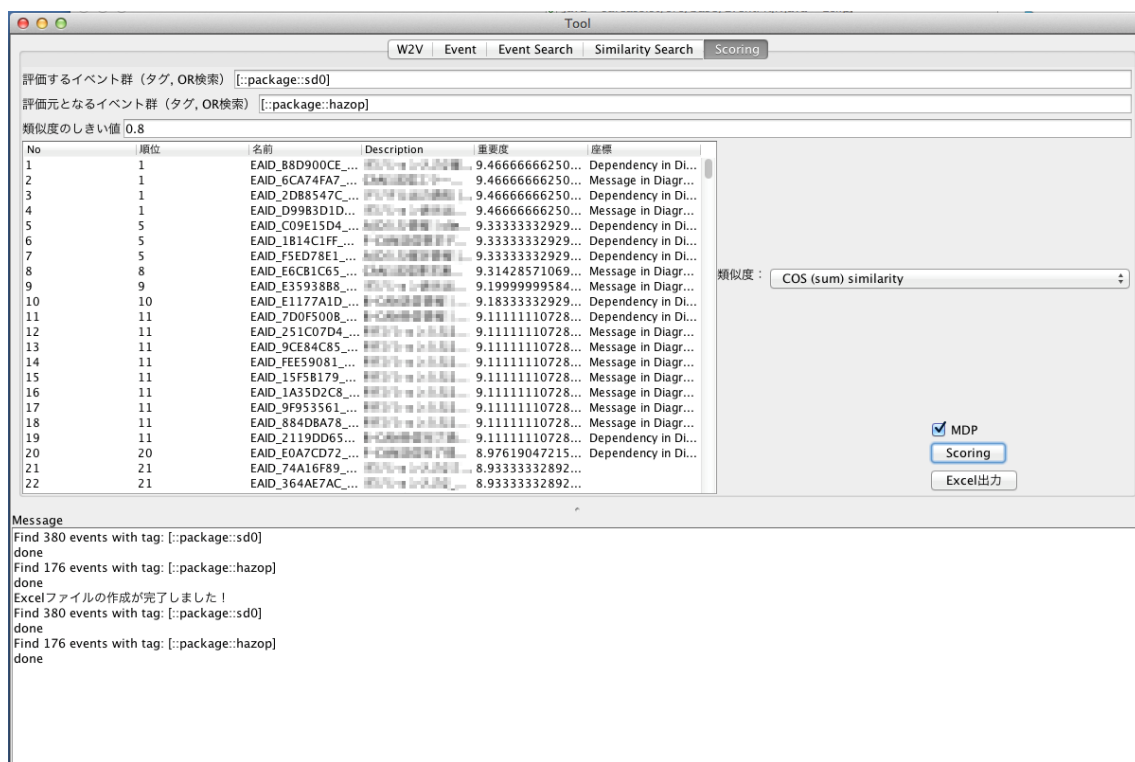 Tool
W2V Event Event Search Similarity Search Scoring
評価するイベント群（タグ, OR検索） [::package::sd0]
評価元となるイベント群（タグ, OR検索） [::package::hazop]
類似度のしきい値 0.8
No 順位 名前 Description 重要度 座標
1 1 EAID_B8D900CE_... 9.46666666250... Dependency in Di...
2 1 EAID_6CA74FA7_... 9.46666666250... Message in Diagr...
3 1 EAID_2DB8547C_... 9.46666666250... Dependency in Di...
4 1 EAID_D99B3D1D... 9.46666666250... Message in Diagr...
5 5 EAID_C09E15D4_... 9.33333332929... Dependency in Di...
6 5 EAID_1B14C1FF_... 9.33333332929... Dependency in Di...
7 5 EAID_F5ED78E1_... 9.33333332929... Dependency in Di...
8 8 EAID_E6CB1C65_... 9.31428571069... Message in Diagr...
9 9 EAID_E35938B8_... 9.19999999584... Message in Diagr...
10 10 EAID_E1177A1D_... 9.18333332929... Dependency in Di...
11 11 EAID_7D0F500B_... 9.11111110728... Dependency in Di...
12 11 EAID_251C07D4_... 9.11111110728... Message in Diagr...
13 11 EAID_9CE84C85_... 9.11111110728... Message in Diagr...
14 11 EAID_FEE59081_... 9.11111110728... Message in Diagr...
15 11 EAID_15F5B179_... 9.11111110728... Message in Diagr...
16 11 EAID_1A35D2C8_... 9.11111110728... Message in Diagr...
17 11 EAID_9F953561_... 9.11111110728... Message in Diagr...
18 11 EAID_884DBA78_... 9.11111110728... Message in Diagr...
19 11 EAID_2119DD65... 9.11111110728... Dependency in Di...
20 20 EAID_E0A7CD72_... 8.97619047215... Dependency in Di...
21 21 EAID_74A16F89_... 8.93333332892...
22 21 EAID_364AE7AC_... 8.93333332892...
類似度： COS (sum) similarity
MDP
Scoring
Excel出力
Message
Find 380 events with tag: [::package::sd0]
done
Find 176 events with tag: [::package::hazop]
done
Excelファイルの作成が完了しました！
Find 380 events with tag: [::package::sd0]
done
Find 176 events with tag: [::package::hazop]
done